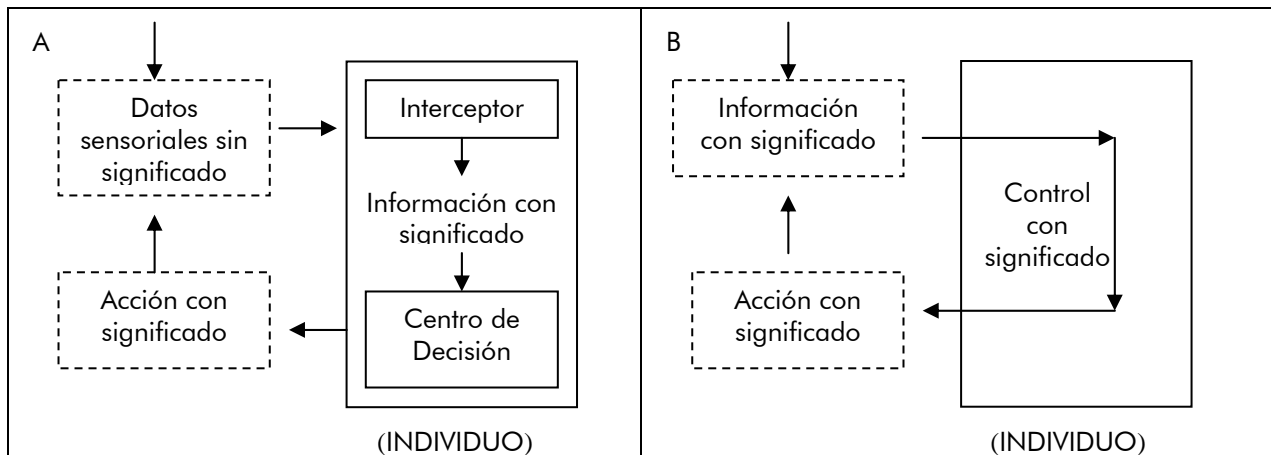 A
Datos
sensoriales sin
significado
Interceptor
Información con
significado
Centro de
Decisión
Acción con
significado
(INDIVIDUO)
B
Información
con significado
Control
con
significado
Acción con
significado
(INDIVIDUO)